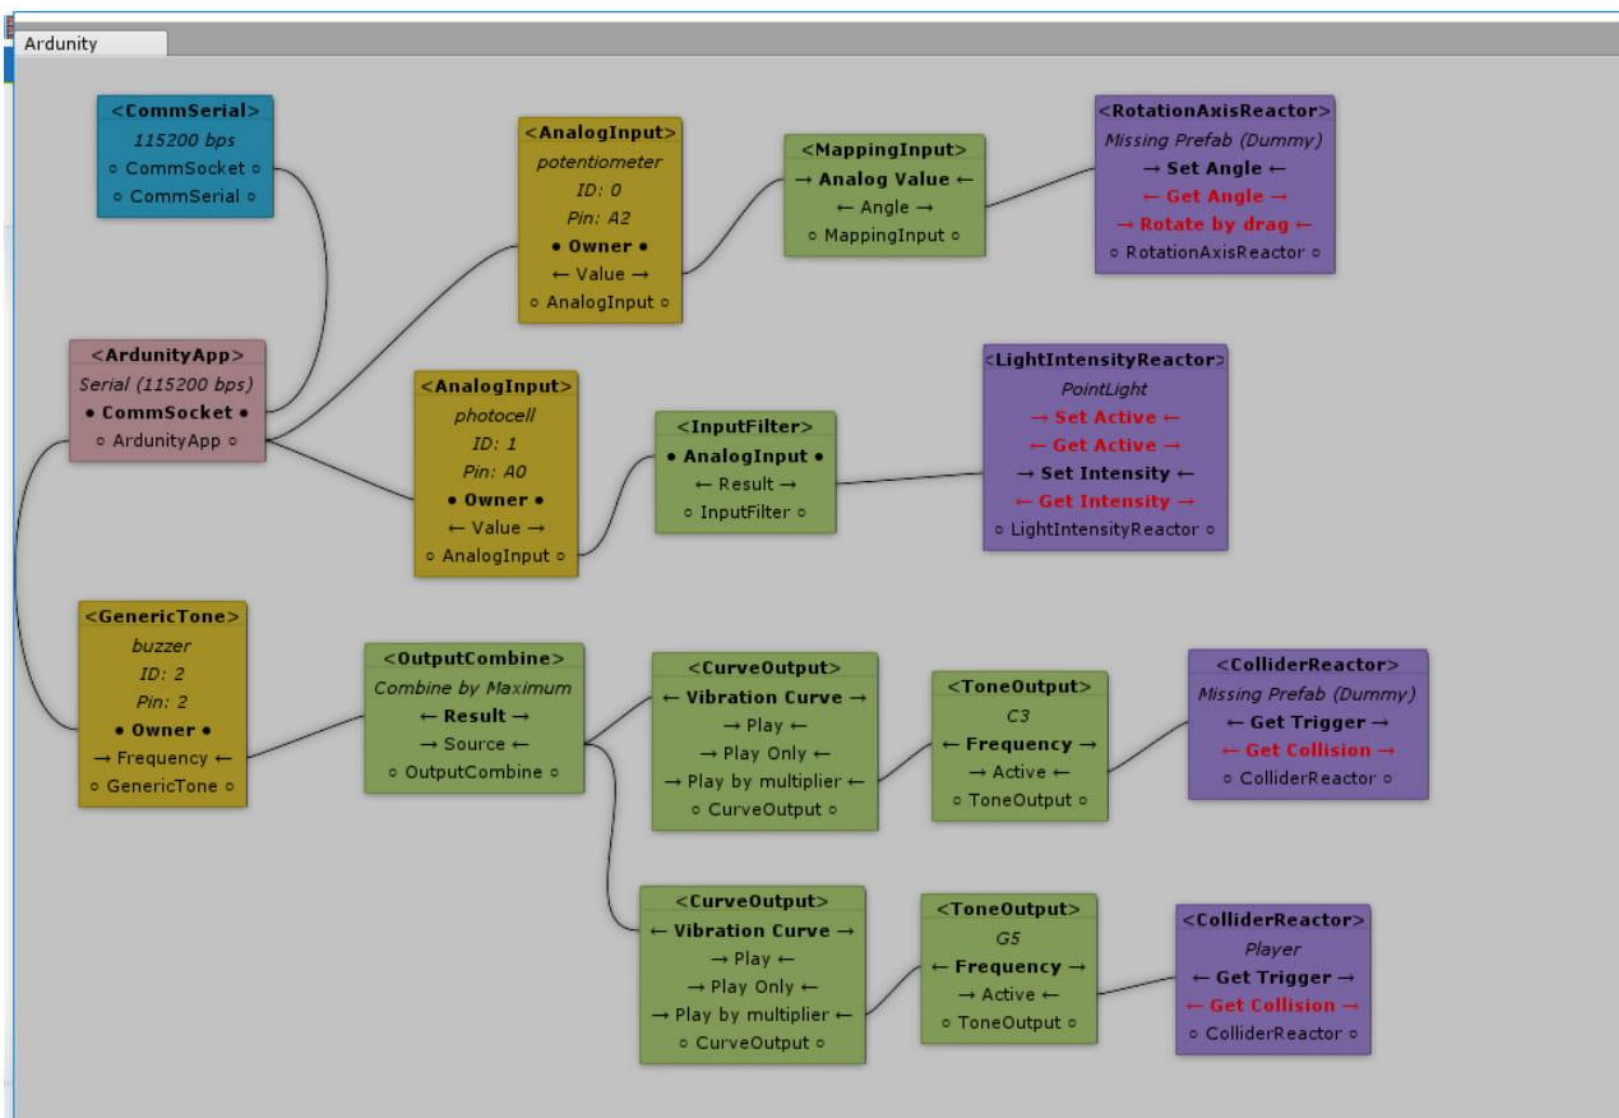 Ardunity
<CommSerial>
115200 bps
○ CommSocket ○
○ CommSerial ○
<AnalogInput>
potentiometer
ID: 0
Pin: A2
● Owner ●
← Value →
○ AnalogInput ○
<MappingInput>
→ Analog Value ←
← Angle →
○ MappingInput ○
<RotationAxisReactor>
Missing Prefab (Dummy)
→ Set Angle ←
← Get Angle →
→ Rotate by drag ←
○ RotationAxisReactor ○
<ArdunityApp>
Serial (115200 bps)
● CommSocket ●
○ ArdunityApp ○
<AnalogInput>
photocell
ID: 1
Pin: A0
● Owner ●
← Value →
○ AnalogInput ○
<InputFilter>
● AnalogInput ●
← Result →
○ InputFilter ○
<LightIntensityReactor>
PointLight
→ Set Active ←
← Get Active →
→ Set Intensity ←
← Get Intensity →
○ LightIntensityReactor ○
<GenericTone>
buzzer
ID: 2
Pin: 2
● Owner ●
→ Frequency ←
○ GenericTone ○
<OutputCombine>
Combine by Maximum
← Result →
→ Source ←
○ OutputCombine ○
<CurveOutput>
← Vibration Curve →
→ Play ←
→ Play Only ←
→ Play by multiplier ←
○ CurveOutput ○
<ToneOutput>
C3
← Frequency →
→ Active ←
○ ToneOutput ○
<ColliderReactor>
Missing Prefab (Dummy)
← Get Trigger →
← Get Collision →
○ ColliderReactor ○
<CurveOutput>
← Vibration Curve →
→ Play ←
→ Play Only ←
→ Play by multiplier ←
○ CurveOutput ○
<ToneOutput>
G5
← Frequency →
→ Active ←
○ ToneOutput ○
<ColliderReactor>
Player
← Get Trigger →
← Get Collision →
○ ColliderReactor ○